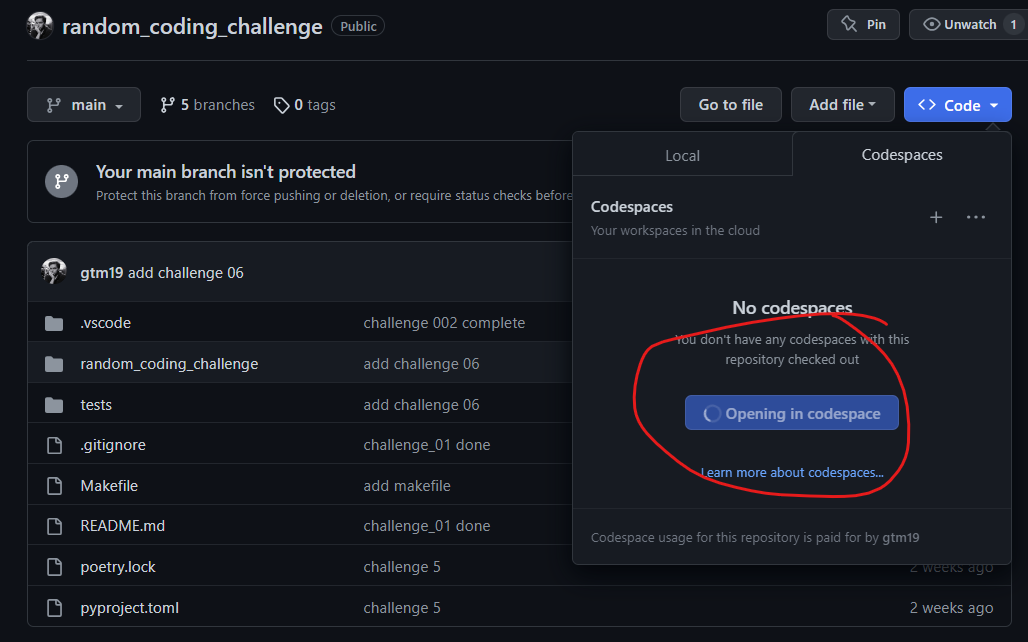 random_coding_challenge Public Pin Unwatch 1
main 5 branches 0 tags Go to file Add file Code
Your main branch isn't protected
Protect this branch from force pushing or deletion, or require status checks before
Local Codespaces
Codespaces
Your workspaces in the cloud
No codespaces
You don't have any codespaces with this
repository checked out
Opening in codespace
Learn more about codespaces...
Codespace usage for this repository is paid for by gtm19
gtm19 add challenge 06
.vscode challenge 002 complete
random_coding_challenge add challenge 06
tests add challenge 06
.gitignore challenge_01 done
Makefile add makefile
README.md challenge_01 done
poetry.lock challenge 5 2 weeks ago
pyproject.toml challenge 5 2 weeks ago